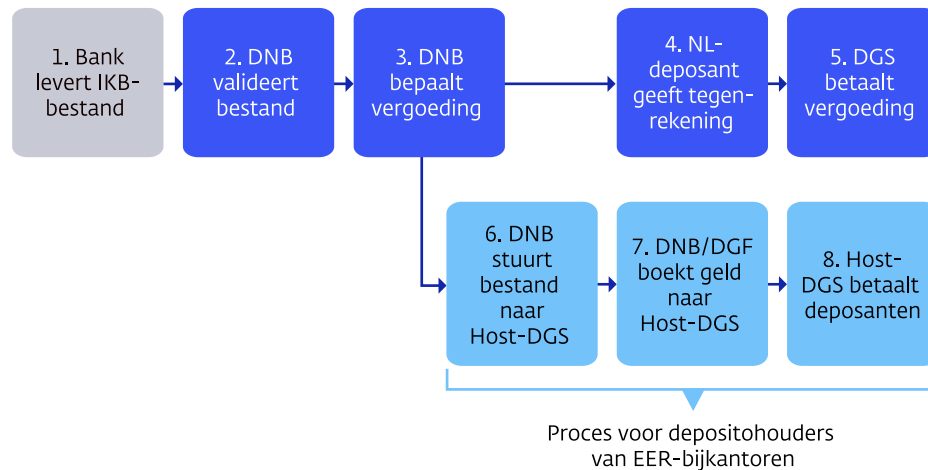 1. Bank
levert IKB-
bestand
2. DNB
valideert
bestand
3. DNB
bepaalt
vergoeding
4. NL-
deposant
geeft tegen-
rekening
5. DGS
betaalt
vergoeding
6. DNB
stuurt
bestand
naar
Host-DGS
7. DNB/DGF
boekt geld
naar
Host-DGS
8. Host-
DGS betaalt
deposanten
Proces voor depositohouders
van EER-bijkantoren